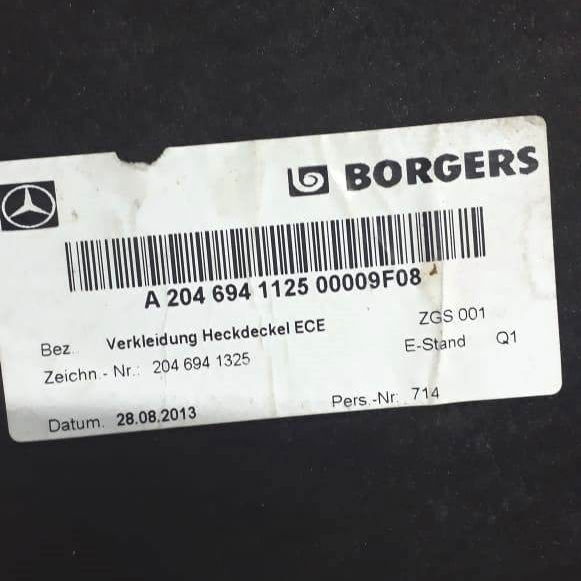 BORGERS
A 204 694 1125 00009F08
Bez. Verkleidung Heckdeckel ECE ZGS 001
Zeichn.- Nr.: 204 694 1325 E-Stand Q1
Datum. 28.08.2013 Pers.-Nr: 714